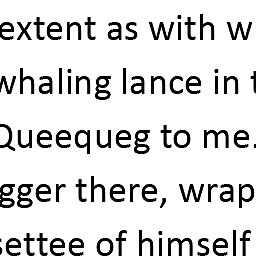 extent as with w
whaling lance in t
Queequeg to me.
gger there, wrap
settee of himself